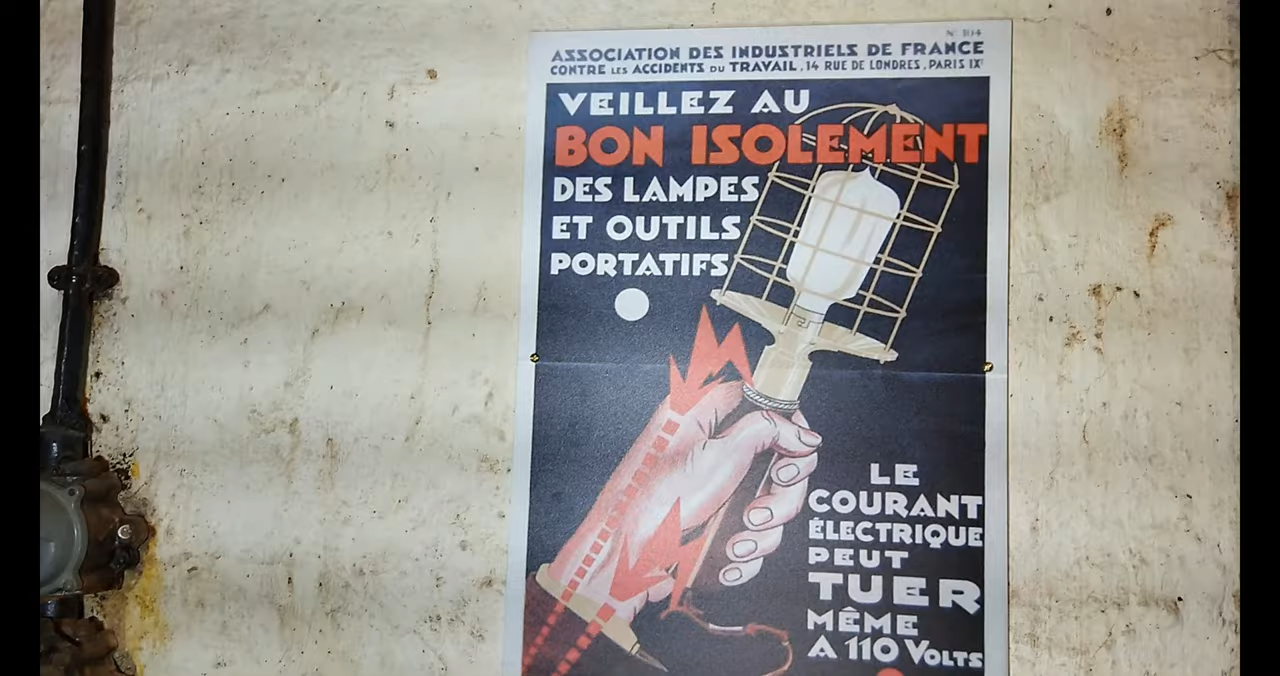 N° 104
ASSOCIATION DES INDUSTRIELS DE FRANCE
CONTRE LES ACCIDENTS DU TRAVAIL, 14 RUE DE LONDRES, PARIS IXᵉ
VEILLEZ AU
BON ISOLEMENT
DES LAMPES
ET OUTILS
PORTATIFS
LE
COURANT
ÉLECTRIQUE
PEUT
TUER
MÊME
A 110 VOLTS